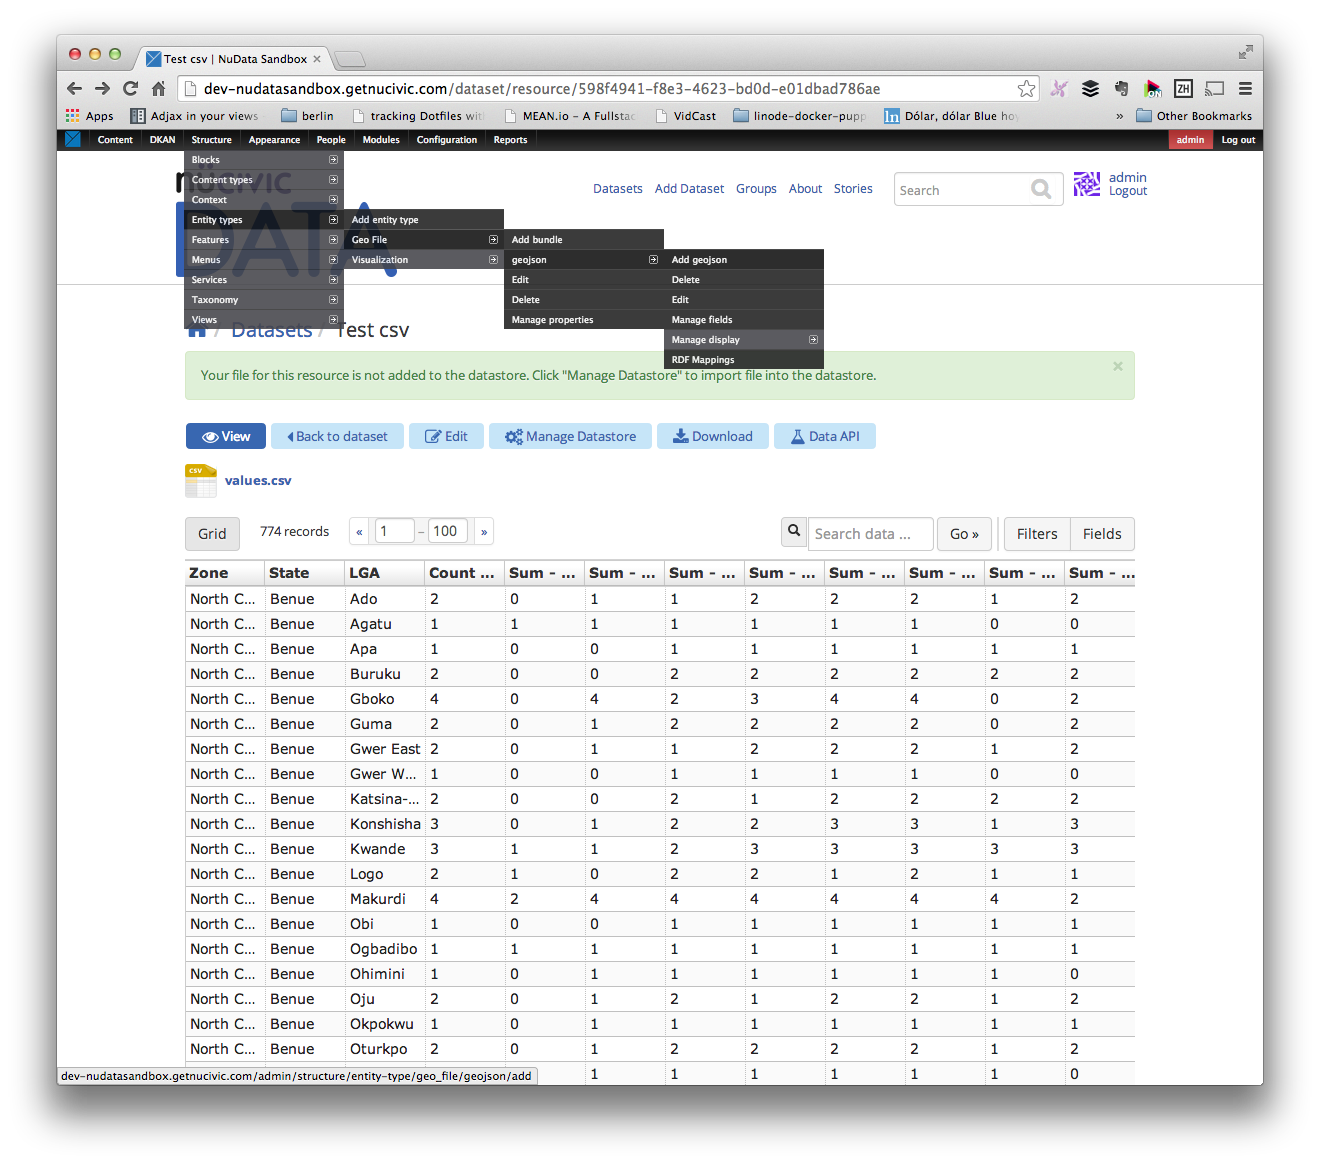 Test csv | NuData Sandbox
dev-nudatasandbox.getnucivic.com/dataset/resource/598f4941-f8e3-4623-bd0d-e01dbad786ae
ON ZH
Apps Adjax in your views berlin tracking Dotfiles wit MEAN.io - A Fullsta VidCast linode-docker-pup Dólar, dólar Blue ho » Other Bookmarks
Content DKAN Structure Appearance People Modules Configuration Reports admin Log out
Blocks
Content types
Context
Entity types Add entity type
Features Geo File Add bundle
Menus Visualization geojson Add geojson
Services Edit Delete
Taxonomy Delete Edit
Views Manage properties Manage fields
Manage display
RDF Mappings
nucivic
DATA
Datasets Add Dataset Groups About Stories Search admin
Logout
/ Datasets / Test csv
Your file for this resource is not added to the datastore. Click "Manage Datastore" to import file into the datastore. ×
View Back to dataset Edit Manage Datastore Download Data API
csv values.csv
Grid 774 records « 1 – 100 » Search data ... Go » Filters Fields
Zone State LGA Count ... Sum - ... Sum - ... Sum - ... Sum - ... Sum - ... Sum - ... Sum - ... Sum - ...
North C... Benue Ado 2 0 1 1 2 2 2 1 2
North C... Benue Agatu 1 1 1 1 1 1 1 0 0
North C... Benue Apa 1 0 0 1 1 1 1 1 1
North C... Benue Buruku 2 0 0 2 2 2 2 2 2
North C... Benue Gboko 4 0 4 2 3 4 4 0 2
North C... Benue Guma 2 0 1 2 2 2 2 0 2
North C... Benue Gwer East 2 0 1 1 2 2 2 1 2
North C... Benue Gwer W... 1 0 0 1 1 1 1 0 0
North C... Benue Katsina-... 2 0 0 2 1 2 2 2 2
North C... Benue Konshisha 3 0 1 2 2 3 3 1 3
North C... Benue Kwande 3 1 1 2 3 3 3 3 3
North C... Benue Logo 2 1 0 2 2 1 2 1 1
North C... Benue Makurdi 4 2 4 4 4 4 4 4 2
North C... Benue Obi 1 0 0 1 1 1 1 1 1
North C... Benue Ogbadibo 1 1 1 1 1 1 1 1 1
North C... Benue Ohimini 1 0 1 1 1 1 1 1 0
North C... Benue Oju 2 0 1 2 1 2 2 1 2
North C... Benue Okpokwu 1 0 1 1 1 1 1 1 1
North C... Benue Oturkpo 2 0 1 2 2 2 2 1 2
1 1 1 1 1 1 0
dev-nudatasandbox.getnucivic.com/admin/structure/entity-type/geo_file/geojson/add